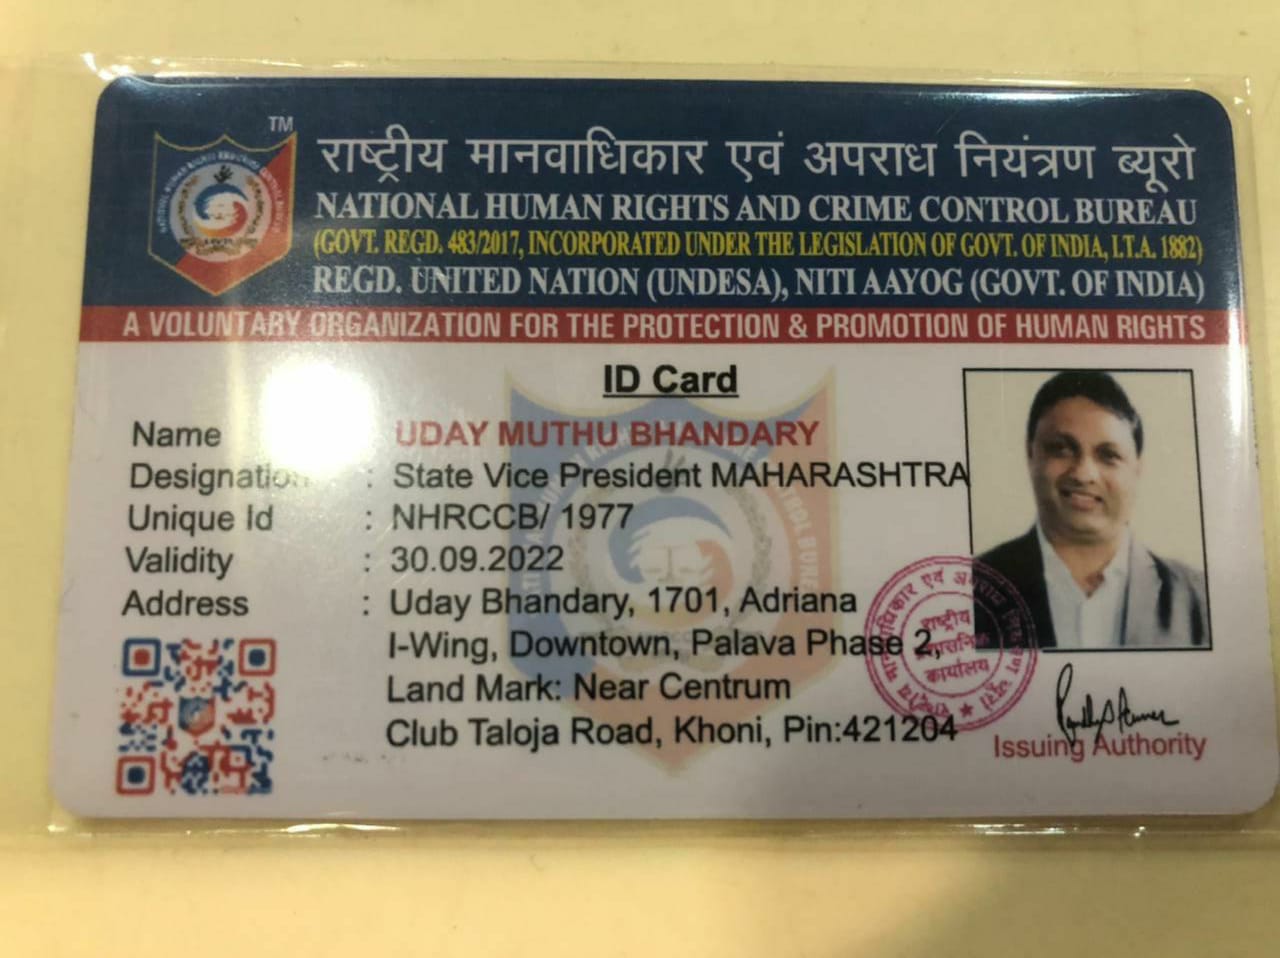 TM
राष्ट्रीय मानवाधिकार एवं अपराध नियंत्रण ब्यूरो
NATIONAL HUMAN RIGHTS AND CRIME CONTROL BUREAU
(GOVT. REGD. 483/2017, INCORPORATED UNDER THE LEGISLATION OF GOVT. OF INDIA, I.T.A. 1882)
REGD. UNITED NATION (UNDESA), NITI AAYOG (GOVT. OF INDIA)
A VOLUNTARY ORGANIZATION FOR THE PROTECTION & PROMOTION OF HUMAN RIGHTS
ID Card
Name UDAY MUTHU BHANDARY
Designation : State Vice President MAHARASHTRA
Unique Id : NHRCCB/ 1977
Validity : 30.09.2022
Address : Uday Bhandary, 1701, Adriana
I-Wing, Downtown, Palava Phase 2,
Land Mark: Near Centrum
Club Taloja Road, Khoni, Pin:421204
राष्ट्रीय
कार्यालय
Issuing Authority